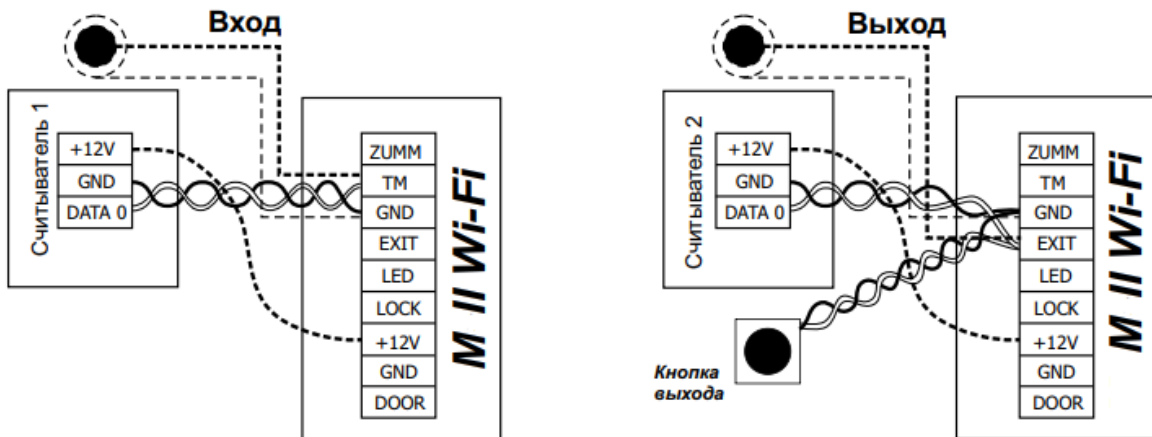 Вход
Считыватель 1
+12V
GND
DATA 0
ZUMM
TM
GND
EXIT
LED
LOCK
+12V
GND
DOOR
M II Wi-Fi
Выход
Считыватель 2
+12V
GND
DATA 0
Кнопка
выхода
ZUMM
TM
GND
EXIT
LED
LOCK
+12V
GND
DOOR
M II Wi-Fi